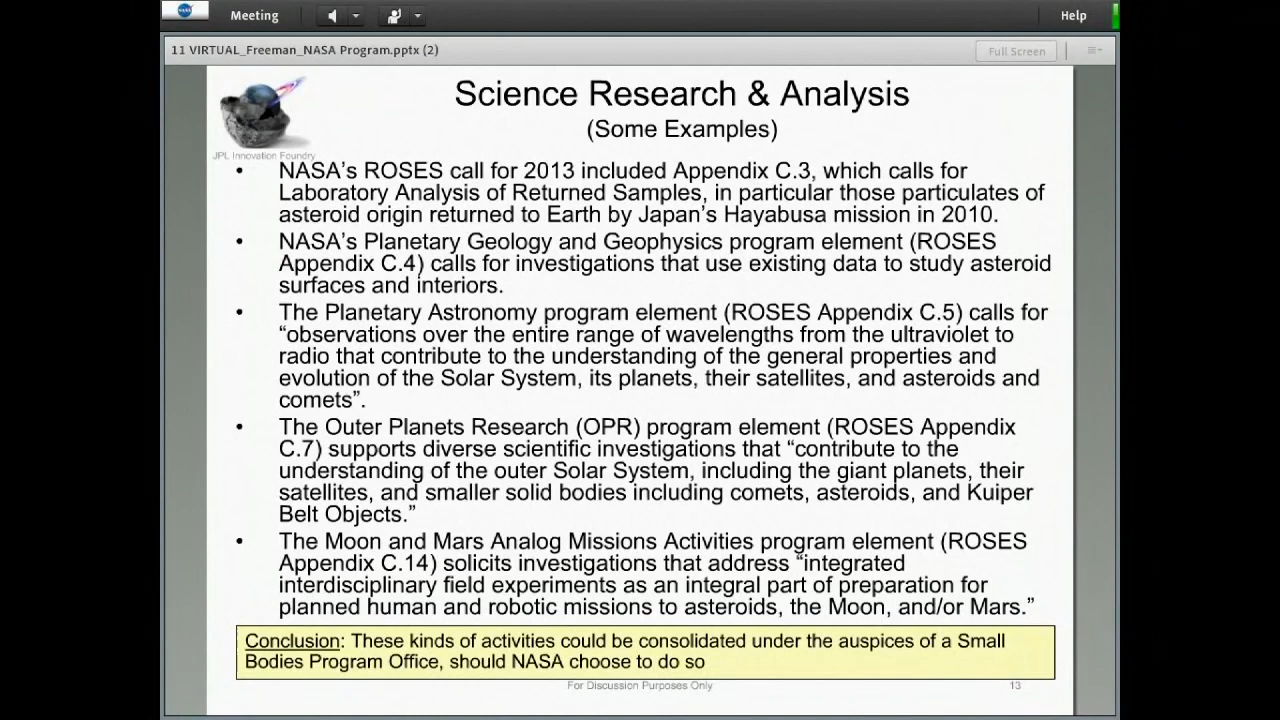 NASA
Meeting
Help
11 VIRTUAL_Freeman_NASA Program.pptx (2)
Full Screen
JPL Innovation Foundry
Science Research & Analysis
(Some Examples)
• NASA's ROSES call for 2013 included Appendix C.3, which calls for
Laboratory Analysis of Returned Samples, in particular those particulates of
asteroid origin returned to Earth by Japan's Hayabusa mission in 2010.
• NASA's Planetary Geology and Geophysics program element (ROSES
Appendix C.4) calls for investigations that use existing data to study asteroid
surfaces and interiors.
• The Planetary Astronomy program element (ROSES Appendix C.5) calls for
“observations over the entire range of wavelengths from the ultraviolet to
radio that contribute to the understanding of the general properties and
evolution of the Solar System, its planets, their satellites, and asteroids and
comets”.
• The Outer Planets Research (OPR) program element (ROSES Appendix
C.7) supports diverse scientific investigations that “contribute to the
understanding of the outer Solar System, including the giant planets, their
satellites, and smaller solid bodies including comets, asteroids, and Kuiper
Belt Objects.”
• The Moon and Mars Analog Missions Activities program element (ROSES
Appendix C.14) solicits investigations that address “integrated
interdisciplinary field experiments as an integral part of preparation for
planned human and robotic missions to asteroids, the Moon, and/or Mars.”
Conclusion: These kinds of activities could be consolidated under the auspices of a Small
Bodies Program Office, should NASA choose to do so
For Discussion Purposes Only
13